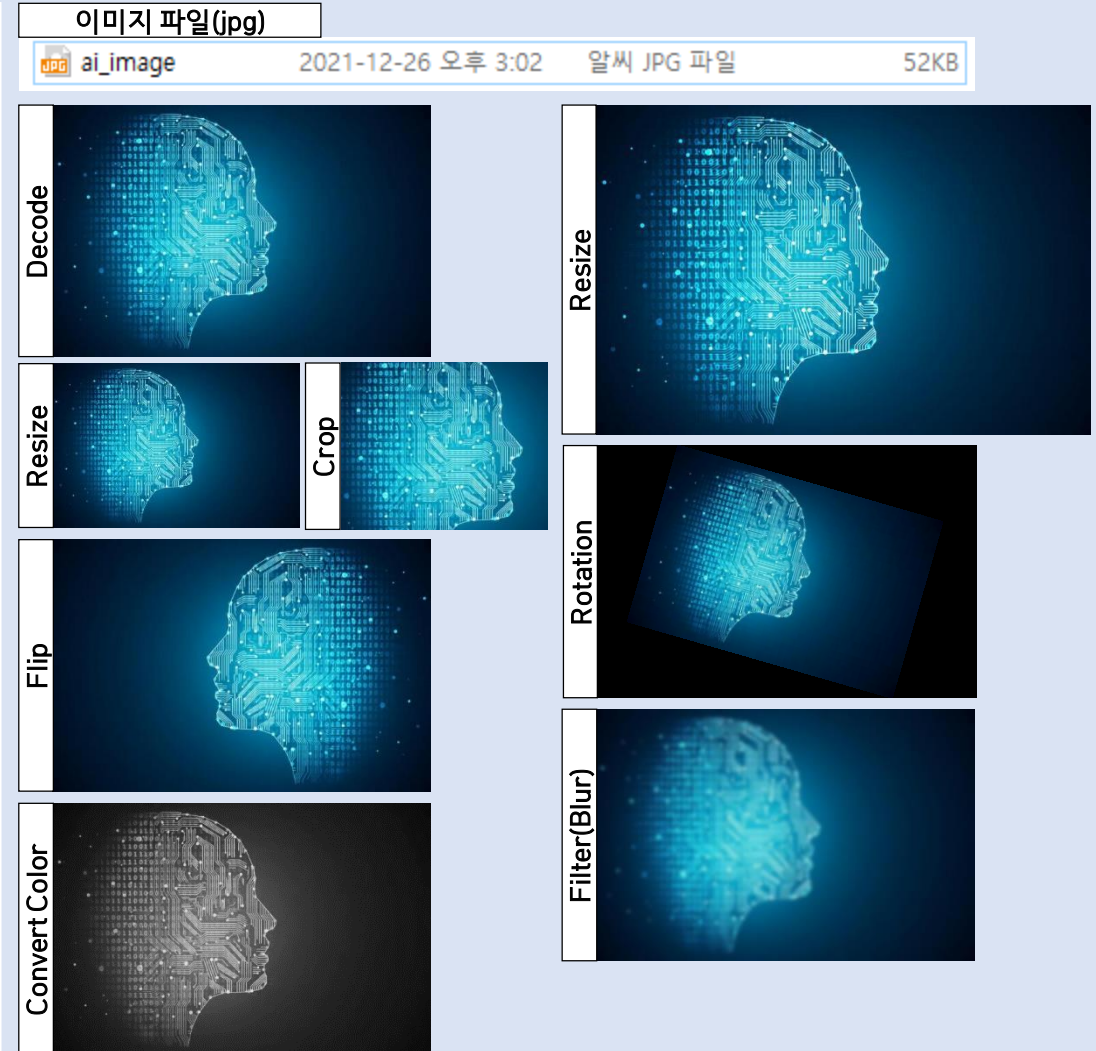 이미지 파일(jpg)
JPG ai_image 2021-12-26 오후 3:02 알씨 JPG 파일 52KB
Decode
Resize
Resize
Crop
Rotation
Flip
Filter(Blur)
Convert Color